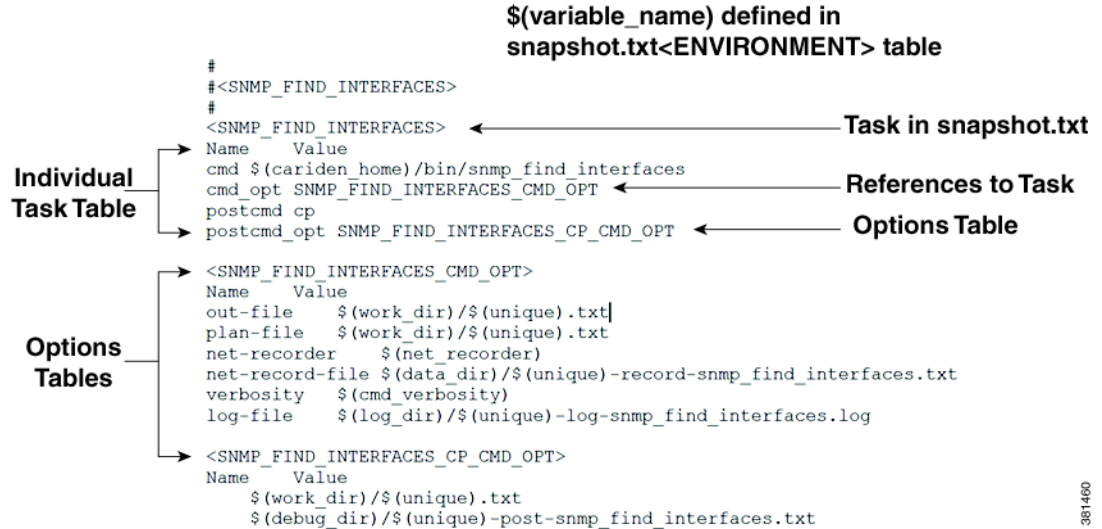 $(variable_name) defined in
snapshot.txt<ENVIRONMENT> table
#
#<SNMP_FIND_INTERFACES>
#
<SNMP_FIND_INTERFACES>
Task in snapshot.txt
Name Value
cmd $(cariden_home)/bin/snmp_find_interfaces
Individual
Task Table
cmd_opt SNMP_FIND_INTERFACES_CMD_OPT
References to Task
postcmd cp
postcmd_opt SNMP_FIND_INTERFACES_CP_CMD_OPT
Options Table
<SNMP_FIND_INTERFACES_CMD_OPT>
Name Value
out-file $(work_dir)/$(unique).txt
plan-file $(work_dir)/$(unique).txt
Options
Tables
net-recorder $(net_recorder)
net-record-file $(data_dir)/$(unique)-record-snmp_find_interfaces.txt
verbosity $(cmd_verbosity)
log-file $(log_dir)/$(unique)-log-snmp_find_interfaces.log
<SNMP_FIND_INTERFACES_CP_CMD_OPT>
Name Value
$(work_dir)/$(unique).txt
$(debug_dir)/$(unique)-post-snmp_find_interfaces.txt
381460